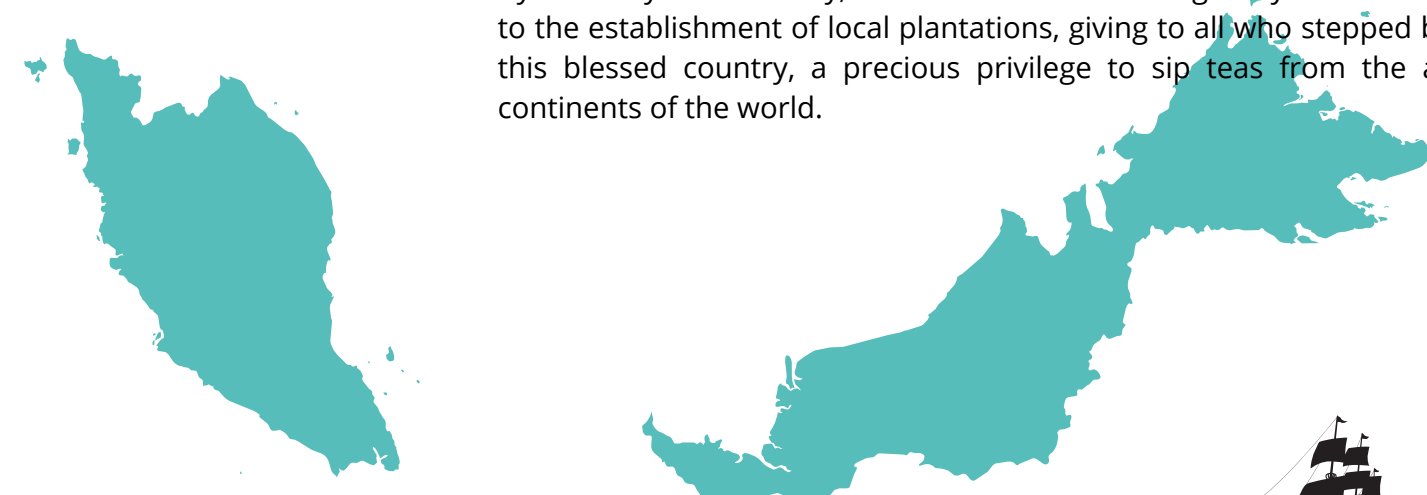 to the establishment of local plantations, giving to all who stepped
this blessed country, a precious privilege to sip teas from the
continents of the world.